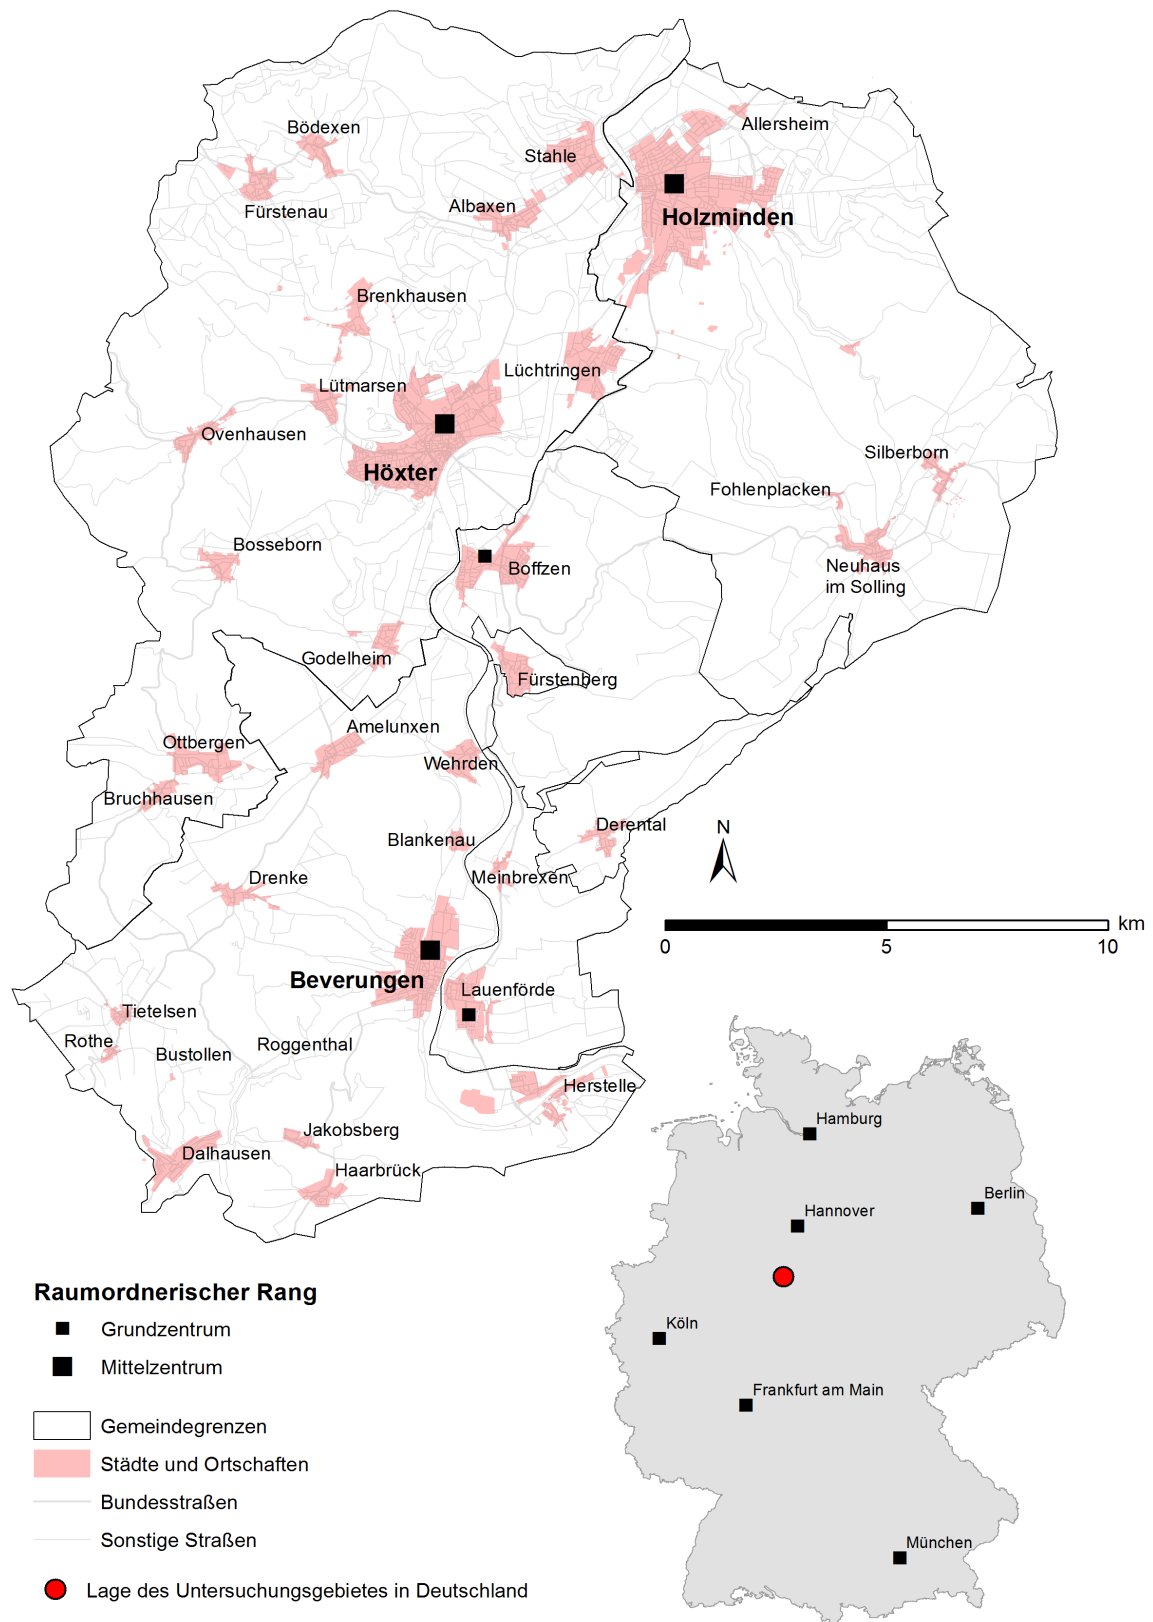 Bödexen
Allersheim
Stahle
Fürstenau
Albaxen
Holzminden
Brenkhausen
Lüchtringen
Lütmarsen
Ovenhausen
Höxter
Silberborn
Fohlenplacken
Bosseborn
Boffzen
Neuhaus
im Solling
Godelheim
Fürstenberg
Amelunxen
Ottbergen
Wehrden
Bruchhausen
Derental
N
Blankenau
Meinbrexen
Drenke
km
0 5 10
Beverungen
Lauenförde
Tietelsen
Rothe
Bustollen
Roggenthal
Herstelle
Jakobsberg
Dalhausen
Haarbrück
Hamburg
Berlin
Hannover
Köln
Frankfurt am Main
München
Raumordnerischer Rang
Grundzentrum
Mittelzentrum
Gemeindegrenzen
Städte und Ortschaften
Bundesstraßen
Sonstige Straßen
Lage des Untersuchungsgebietes in Deutschland